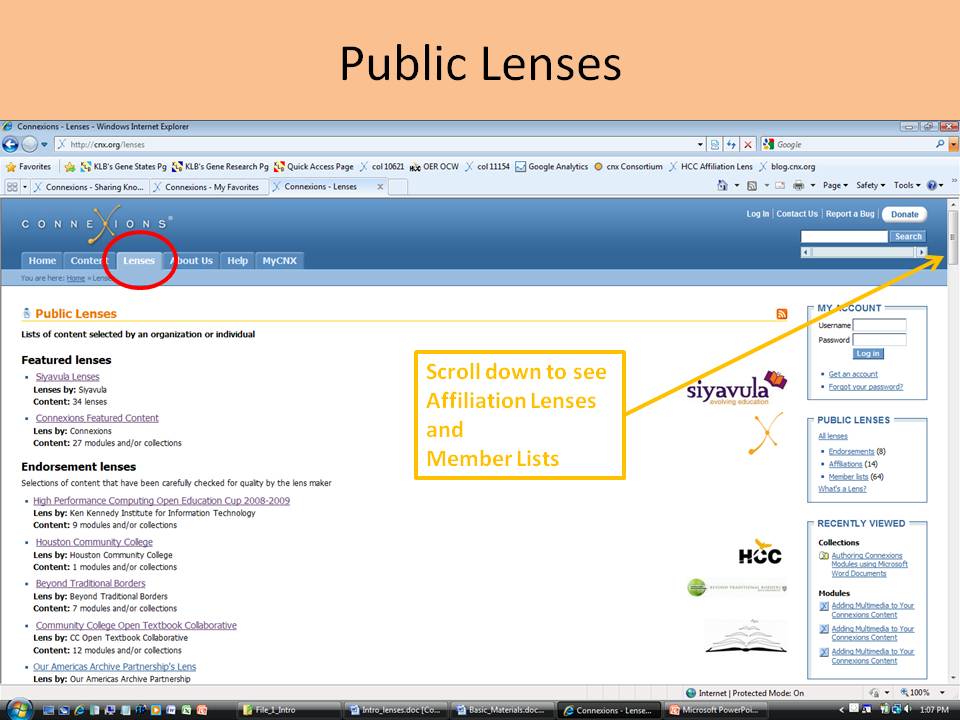 Public Lenses
Connexions - Lenses - Windows Internet Explorer
http://cnx.org/lenses
Google
Favorites KLB's Gene States Pg KLB's Gene Research Pg Quick Access Page col 10621 OER OCW col 11154 Google Analytics cnx Consortium HCC Affiliation Lens blog.cnx.org
Connexions - Sharing Kno... Connexions - My Favorites Connexions - Lenses
Page Safety Tools
CONNEXIONS®
Log In | Contact Us | Report a Bug | Donate
Search
Home Content Lenses About Us Help MyCNX
You are here: Home » Lenses
Public Lenses
Lists of content selected by an organization or individual
Featured lenses
Siyavula Lenses
Lenses by: Siyavula
Content: 34 lenses
siyavula
evolving education
Connexions Featured Content
Lens by: Connexions
Content: 27 modules and/or collections
Endorsement lenses
Selections of content that have been carefully checked for quality by the lens maker
High Performance Computing Open Education Cup 2008-2009
Lens by: Ken Kennedy Institute for Information Technology
Content: 9 modules and/or collections
Houston Community College
Lens by: Houston Community College
Content: 1 modules and/or collections
HCC
Beyond Traditional Borders
Lens by: Beyond Traditional Borders
Content: 7 modules and/or collections
BEYOND TRADITIONAL BORDERS
Community College Open Textbook Collaborative
Lens by: CC Open Textbook Collaborative
Content: 12 modules and/or collections
Our Americas Archive Partnership's Lens
Lens by: Our Americas Archive Partnership
Scroll down to see
Affiliation Lenses
and
Member Lists
MY ACCOUNT
Username
Password
Log in
Get an account
Forgot your password?
PUBLIC LENSES
All lenses
Endorsements (8)
Affiliations (14)
Member lists (64)
What's a Lens?
RECENTLY VIEWED
Collections
Authoring Connexions
Modules using Microsoft
Word Documents
Modules
Adding Multimedia to Your
Connexions Content
Adding Multimedia to Your
Connexions Content
Adding Multimedia to Your
Connexions Content
Internet | Protected Mode: On
100%
File_1_Intro Intro_lenses.doc [Co... Basic_Materials.doc... Connexions - Lense... Microsoft PowerPoi...
1:07 PM